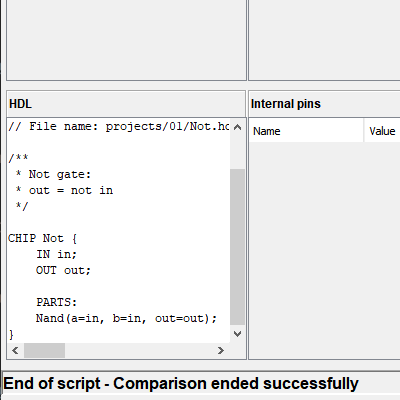 HDL
Internal pins
// File name: projects/01/Not.hd
Name Value
/**
* Not gate:
* out = not in
*/
CHIP Not {
IN in;
OUT out;
PARTS:
Nand(a=in, b=in, out=out);
}
End of script - Comparison ended successfully